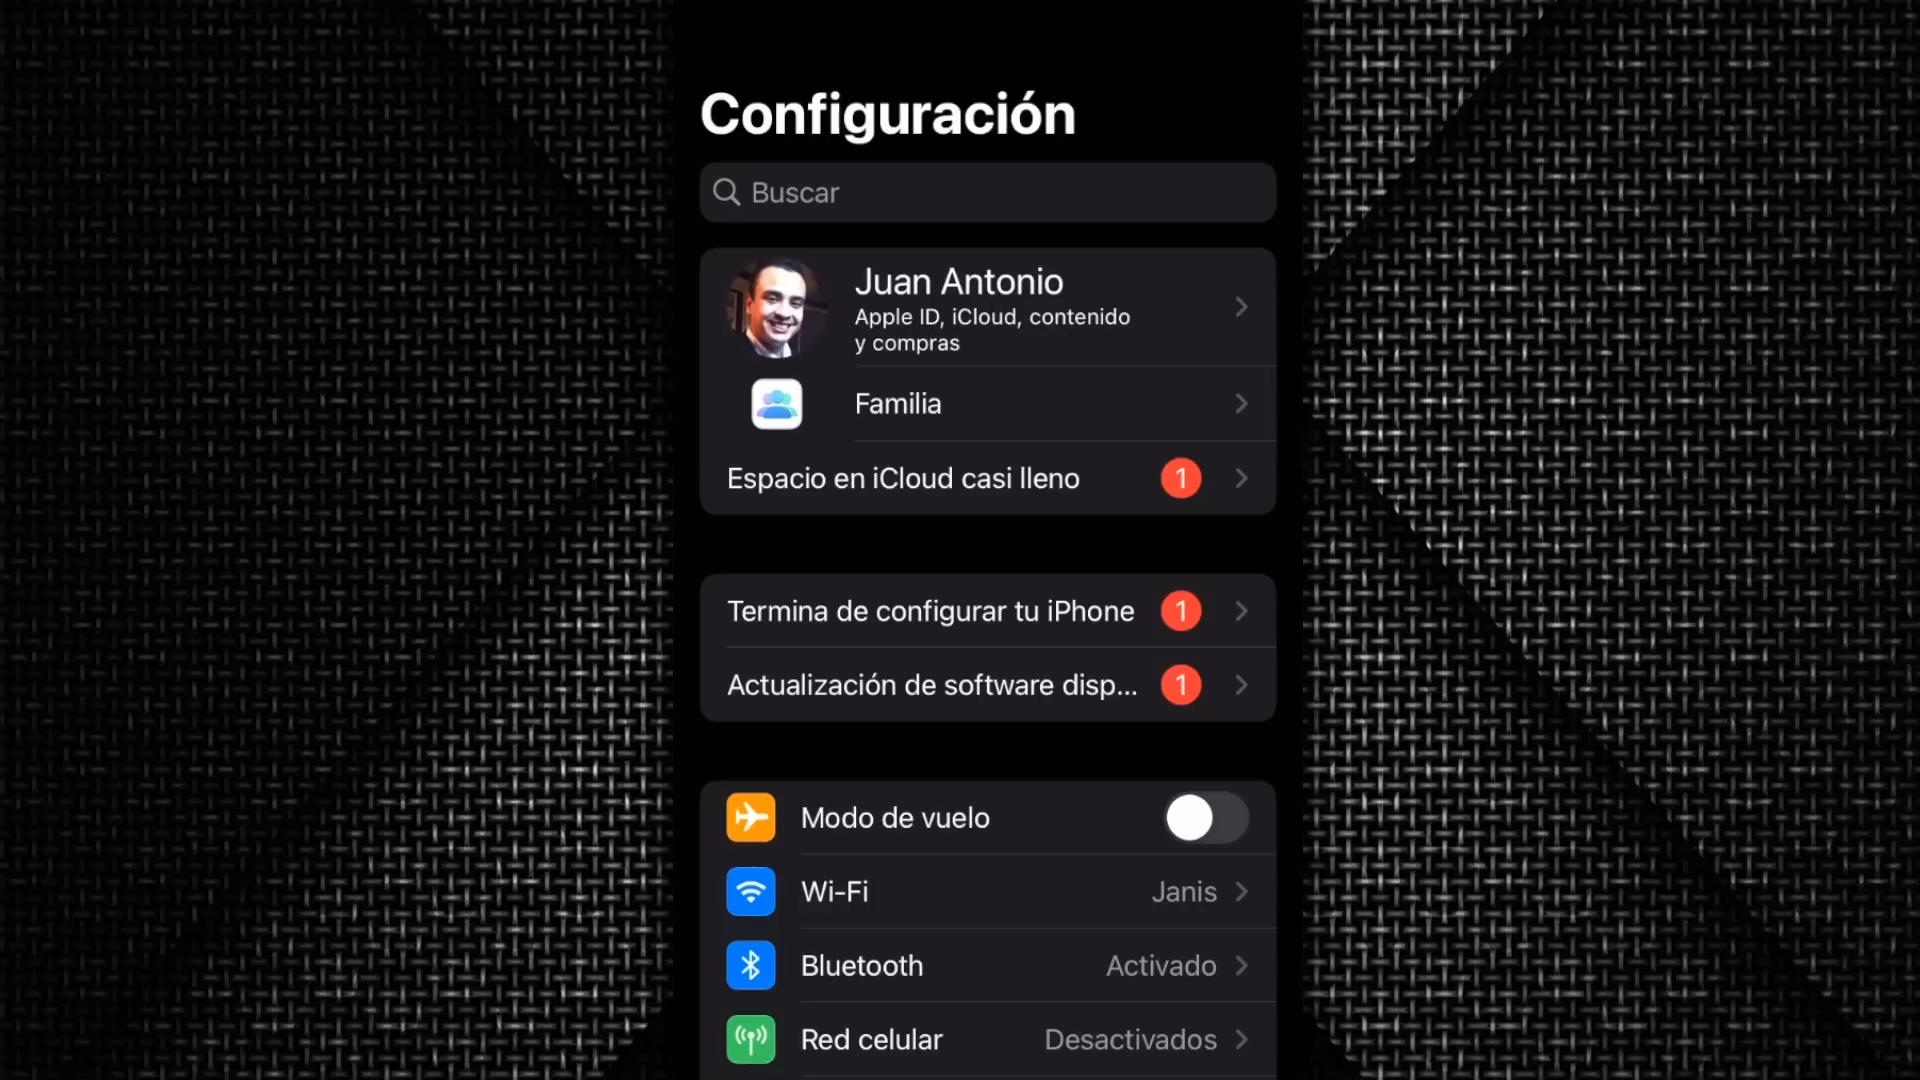 Configuración
Buscar
Juan Antonio
Apple ID, iCloud, contenido
y compras
Familia
Espacio en iCloud casi lleno 1
Termina de configurar tu iPhone 1
Actualización de software disp... 1
Modo de vuelo
Wi-Fi Janis
Bluetooth Activado
Red celular Desactivados